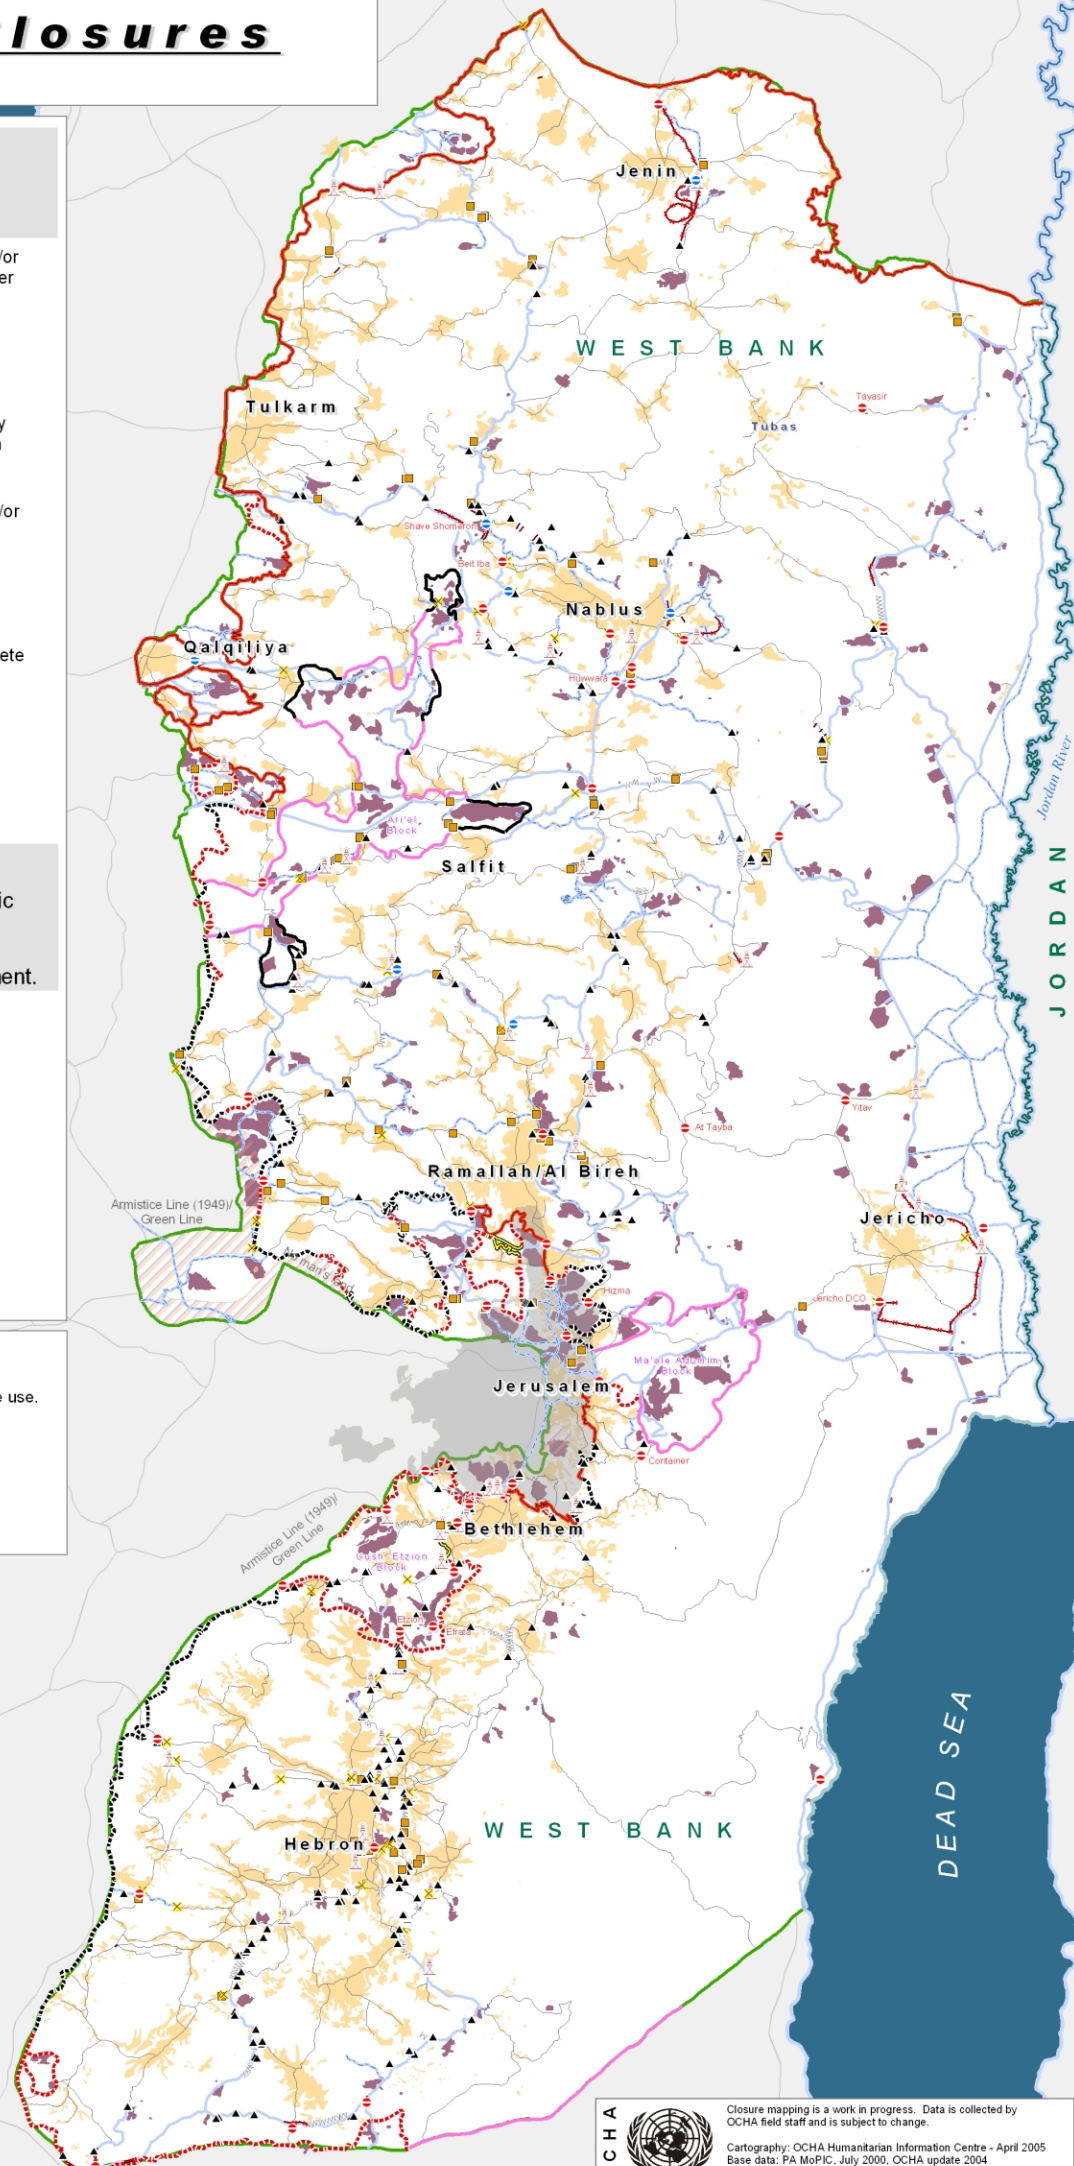 losures
/or
er
y
/or
ete
ic
ent.
e use.
Jenin
WEST BANK
Tulkarm
Tayasir
Tubas
Shave Shomeron
Beit Iba
Nablus
Qalqiliya
Huwwara
Jordan River
Ari'el
Block
Salfit
JORDAN
Yitav
At Tayba
Ramallah/Al Bireh
Armistice Line (1949)/
Green Line
Jericho
No man's land
Hizma
Jericho DCO
Ma'ale Adumim
Block
Jerusalem
Container
Armistice Line (1949)/
Green Line
Bethlehem
Gush Etzion
Block
Etzion
Efrata
DEAD SEA
WEST BANK
Hebron
CHA
Closure mapping is a work in progress. Data is collected by
OCHA field staff and is subject to change.
Cartography: OCHA Humanitarian Information Centre - April 2005
Base data: PA MoPIC, July 2000, OCHA update 2004